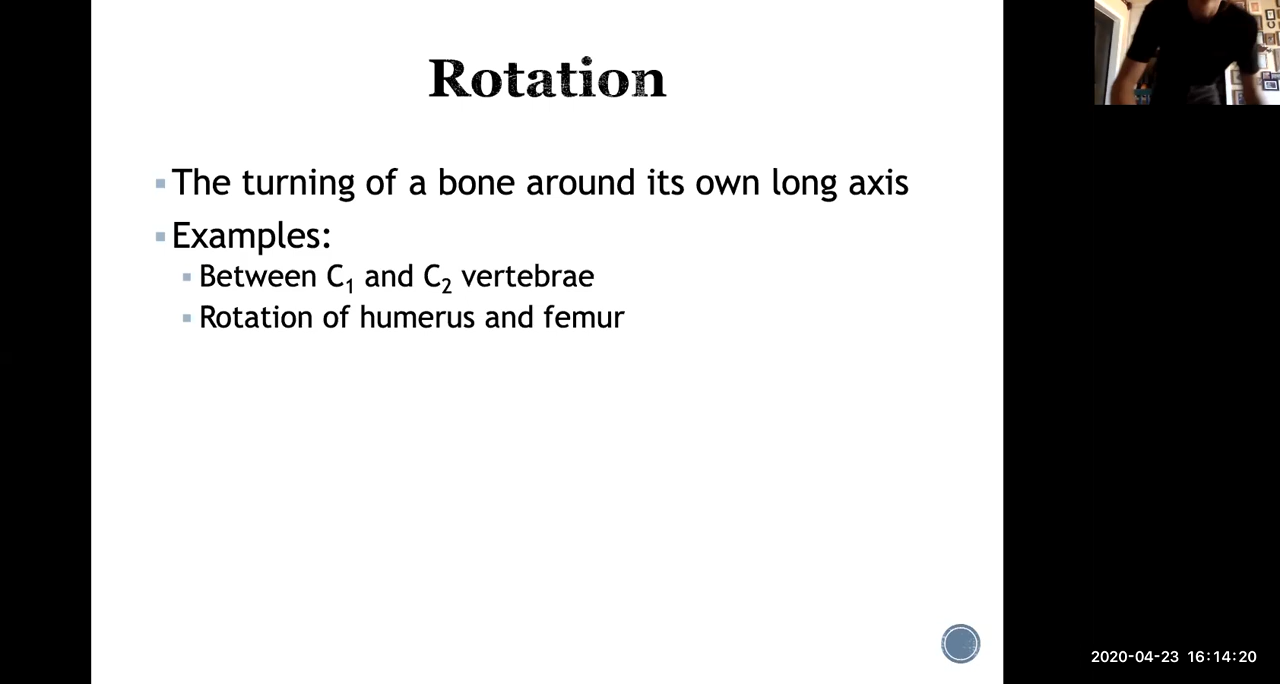 Rotation
The turning of a bone around its own long axis
Examples:
Between C₁ and C₂ vertebrae
Rotation of humerus and femur
2020-04-23 16:14:20